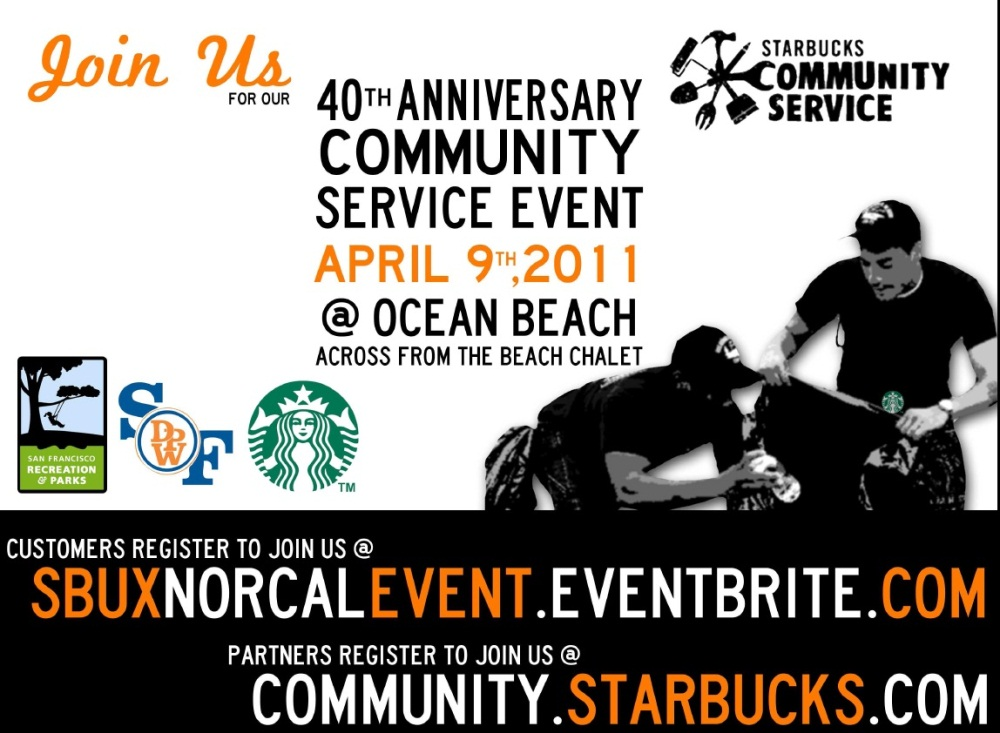 Join Us
FOR OUR
40TH ANNIVERSARY
COMMUNITY
SERVICE EVENT
APRIL 9TH, 2011
@ OCEAN BEACH
ACROSS FROM THE BEACH CHALET
STARBUCKS
COMMUNITY
SERVICE
SAN FRANCISCO
RECREATION
& PARKS
S
DPW
F
TM
CUSTOMERS REGISTER TO JOIN US @
SBUXNORCALEVENT.EVENTBRITE.COM
PARTNERS REGISTER TO JOIN US @
COMMUNITY.STARBUCKS.COM